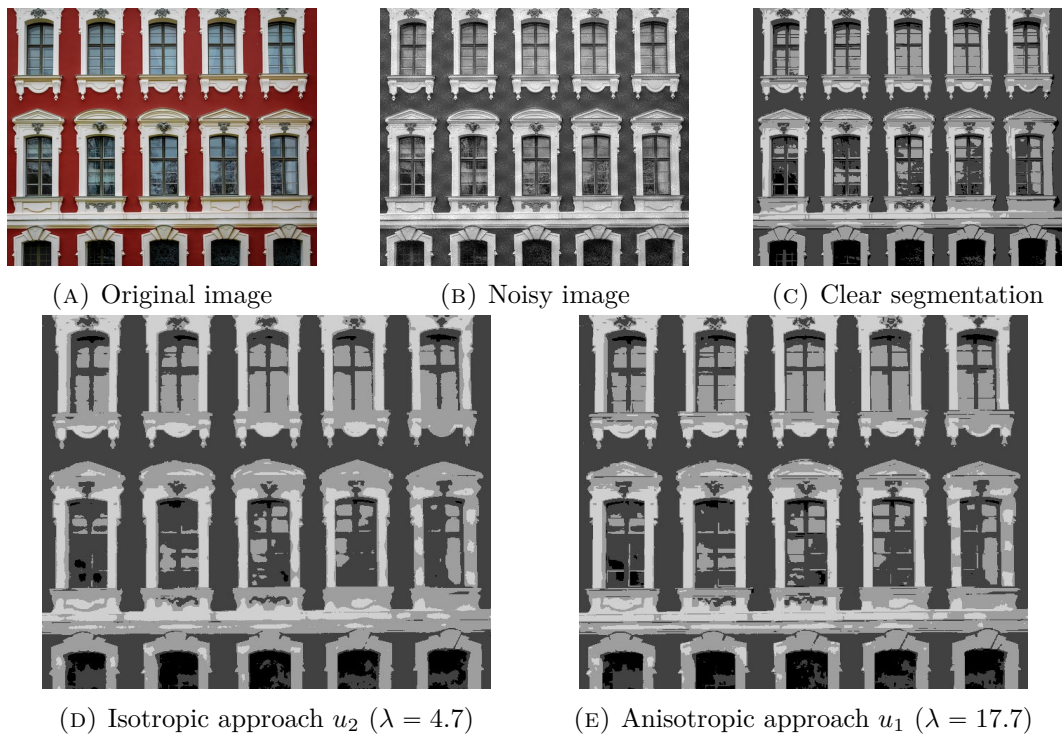 (A) Original image
(B) Noisy image
(C) Clear segmentation
(D) Isotropic approach u₂ (λ = 4.7)
(E) Anisotropic approach u₁ (λ = 17.7)